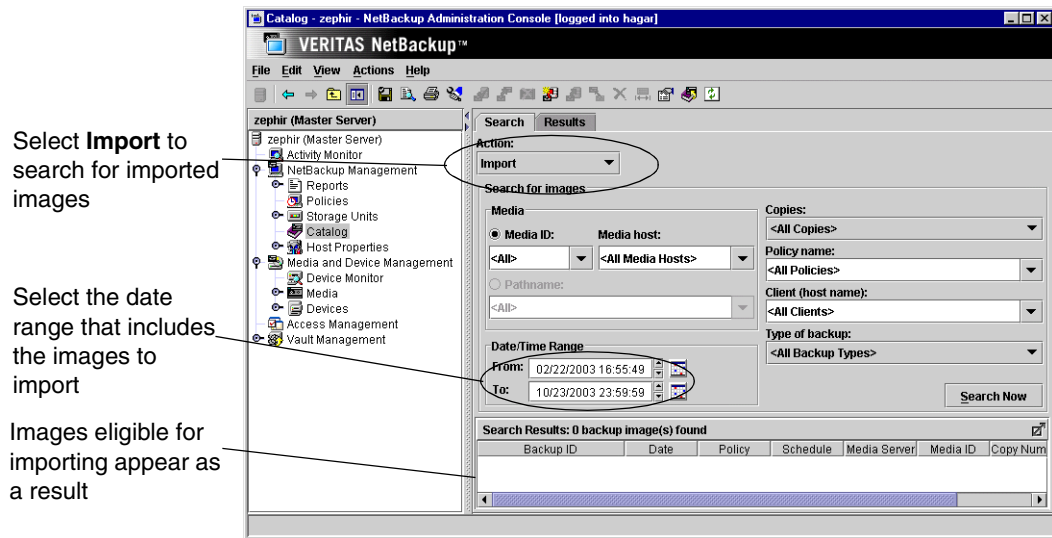 Catalog - zephir - NetBackup Administration Console [logged into hagar]
VERITAS NetBackup™
File Edit View Actions Help
Select Import to
search for imported
images
Select the date
range that includes
the images to
import
Images eligible for
importing appear as
a result
zephir (Master Server)
zephir (Master Server)
Activity Monitor
NetBackup Management
Reports
Policies
Storage Units
Catalog
Host Properties
Media and Device Management
Device Monitor
Media
Devices
Access Management
Vault Management
Search Results
Action:
Import
Search for images
Media
Media ID: Media host:
<All> <All Media Hosts>
Pathname:
<All>
Date/Time Range
From: 02/22/2003 16:55:49
To: 10/23/2003 23:59:59
Copies:
<All Copies>
Policy name:
<All Policies>
Client (host name):
<All Clients>
Type of backup:
<All Backup Types>
Search Now
Search Results: 0 backup image(s) found
Backup ID Date Policy Schedule Media Server Media ID Copy Num